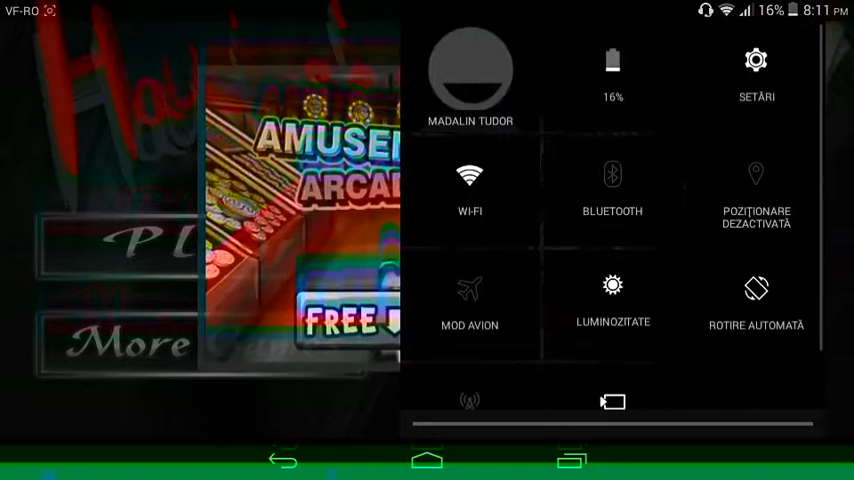 VF-RO
16%
8:11 PM
MADALIN TUDOR
16%
SETĂRI
WI-FI
BLUETOOTH
POZIȚIONARE
DEZACTIVATĂ
MOD AVION
LUMINOZITATE
ROTIRE AUTOMATĂ
AMUSE
ARCA
FREE
Pl
More